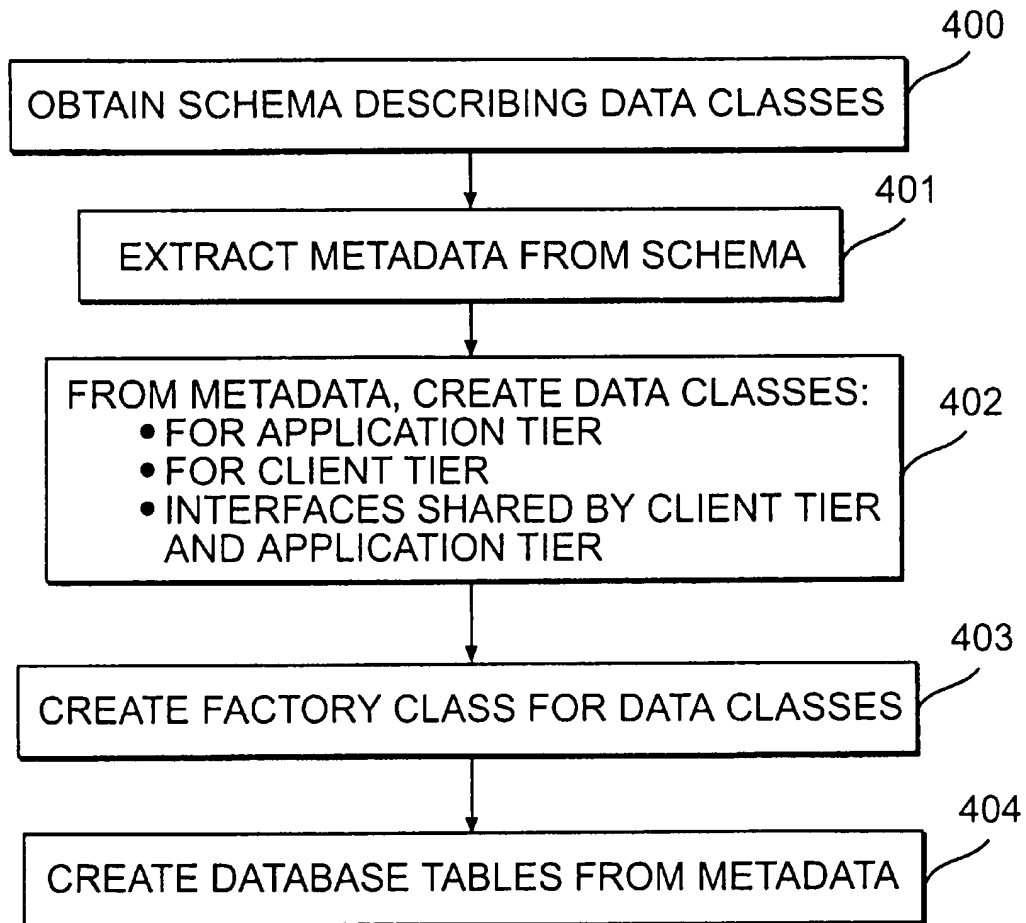 400
OBTAIN SCHEMA DESCRIBING DATA CLASSES
401
EXTRACT METADATA FROM SCHEMA
402
FROM METADATA, CREATE DATA CLASSES:
• FOR APPLICATION TIER
• FOR CLIENT TIER
• INTERFACES SHARED BY CLIENT TIER
AND APPLICATION TIER
403
CREATE FACTORY CLASS FOR DATA CLASSES
404
CREATE DATABASE TABLES FROM METADATA